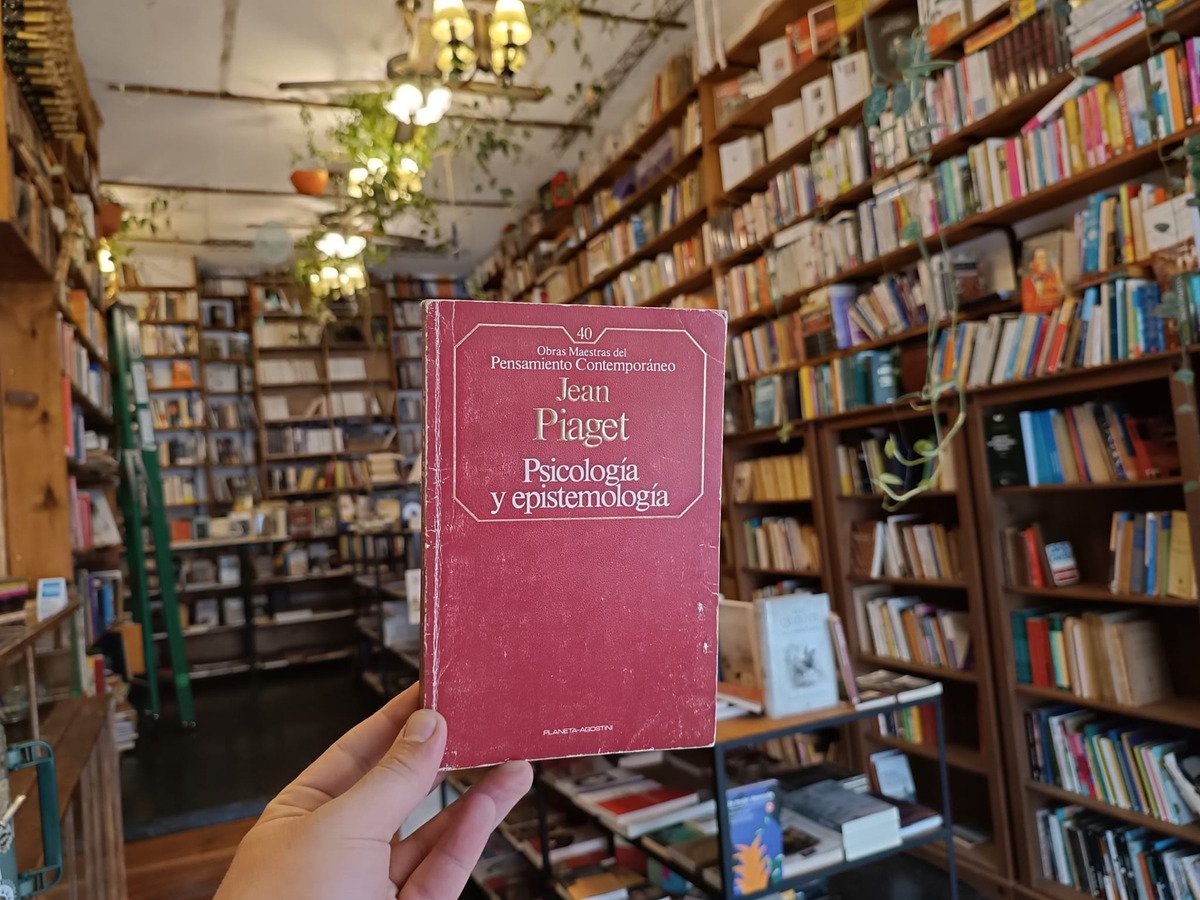 40
Obras Maestras del
Pensamiento Contemporáneo
Jean
Piaget
Psicología
y epistemología
PLANETA-AGOSTINI